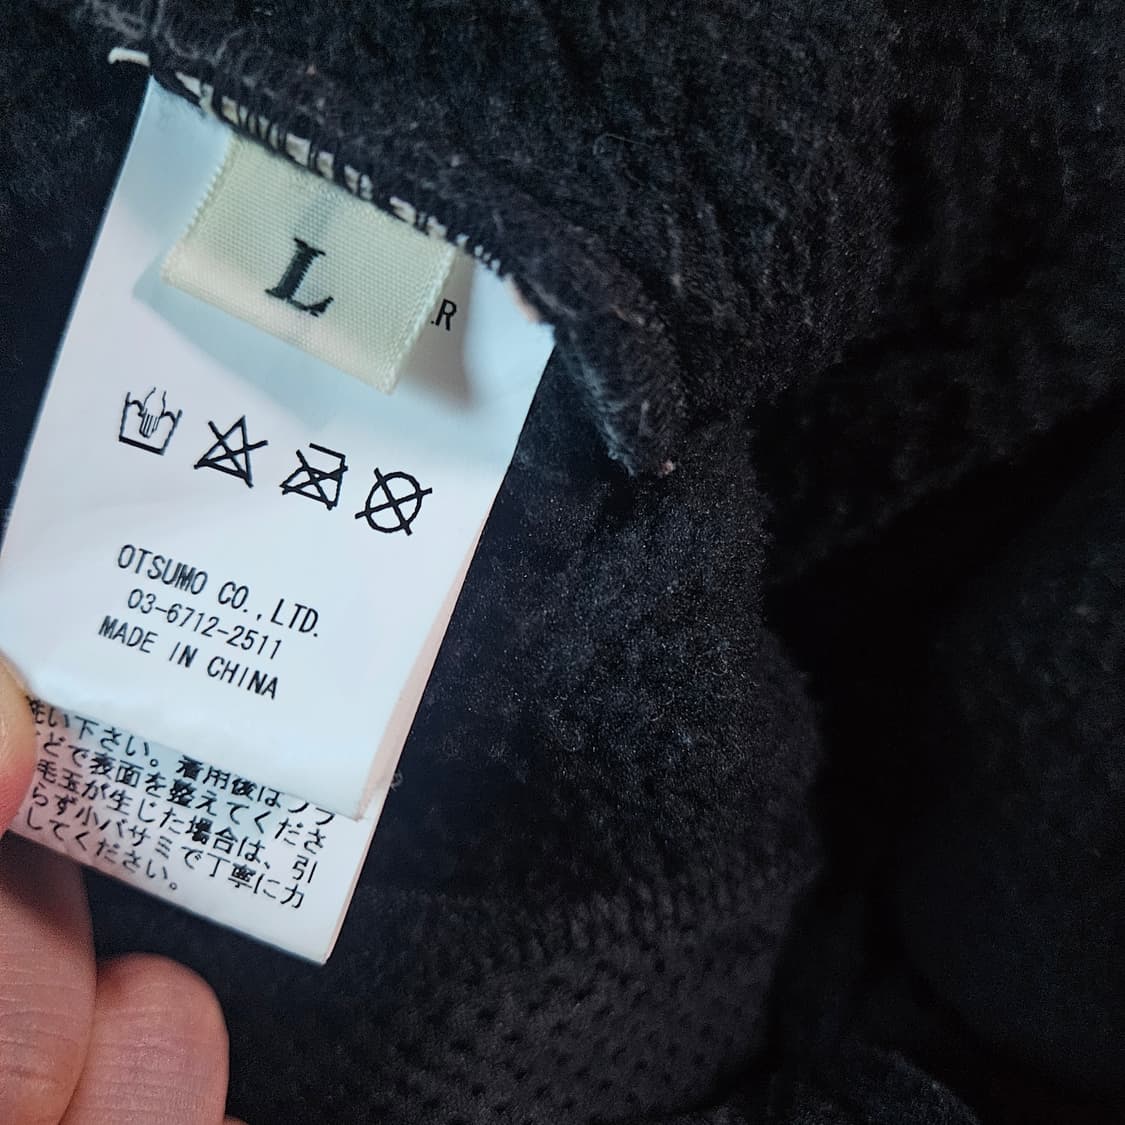 L
.R
OTSUMO CO.,LTD.
03-6712-2511
MADE IN CHINA
洗い下さい。着用後はブラ
どで表面を整えてくださ
毛玉が生じた場合は、引
らず小バサミで丁寧に力
してください。